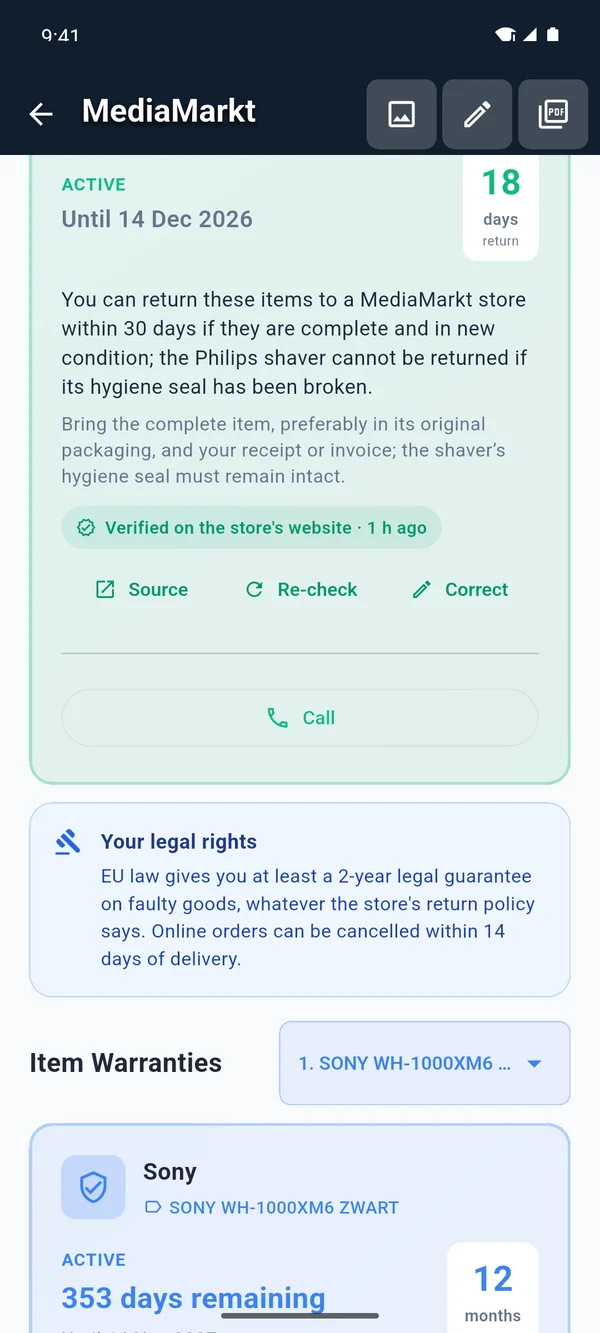 9:41
MediaMarkt
PDF
ACTIVE
Until 14 Dec 2026
18
days
return
You can return these items to a MediaMarkt store
within 30 days if they are complete and in new
condition; the Philips shaver cannot be returned if
its hygiene seal has been broken.
Bring the complete item, preferably in its original
packaging, and your receipt or invoice; the shaver’s
hygiene seal must remain intact.
Verified on the store's website · 1 h ago
Source
Re-check
Correct
Call
Your legal rights
EU law gives you at least a 2-year legal guarantee
on faulty goods, whatever the store's return policy
says. Online orders can be cancelled within 14
days of delivery.
Item Warranties
1. SONY WH-1000XM6 ...
Sony
SONY WH-1000XM6 ZWART
ACTIVE
353 days remaining
12
months